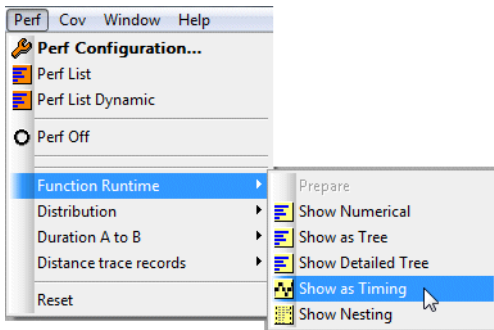 Perf Cov Window Help
Perf Configuration...
Perf List
Perf List Dynamic
Perf Off
Function Runtime
Distribution
Duration A to B
Distance trace records
Reset
Prepare
Show Numerical
Show as Tree
Show Detailed Tree
Show as Timing
Show Nesting